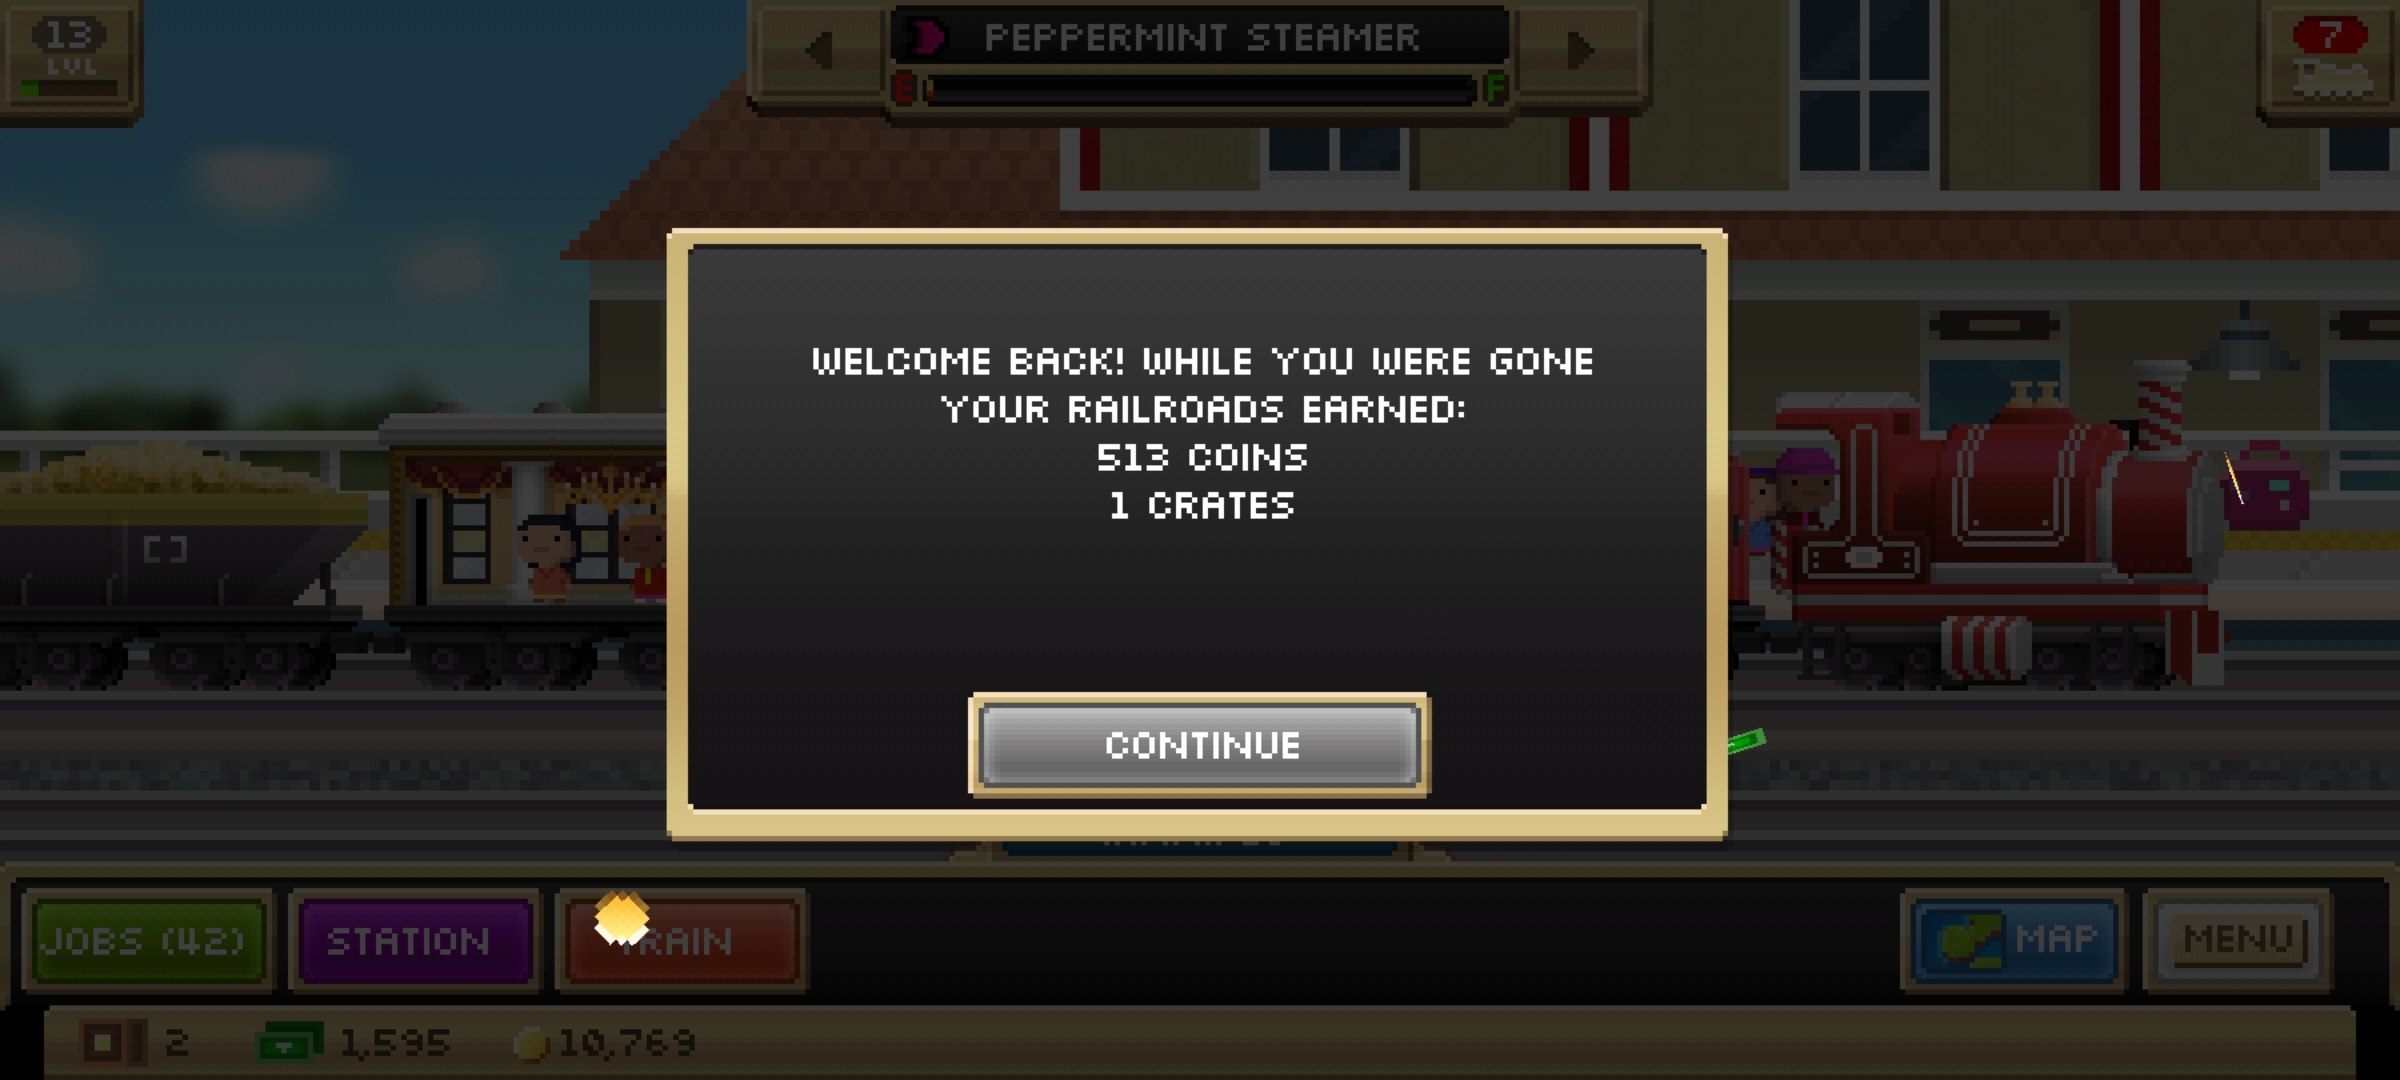 13
LVL
PEPPERMINT STEAMER
E
F
7
WELCOME BACK! WHILE YOU WERE GONE
YOUR RAILROADS EARNED:
513 COINS
1 CRATES
CONTINUE
JOBS (42)
STATION
TRAIN
MAP
MENU
2
1,595
10,769